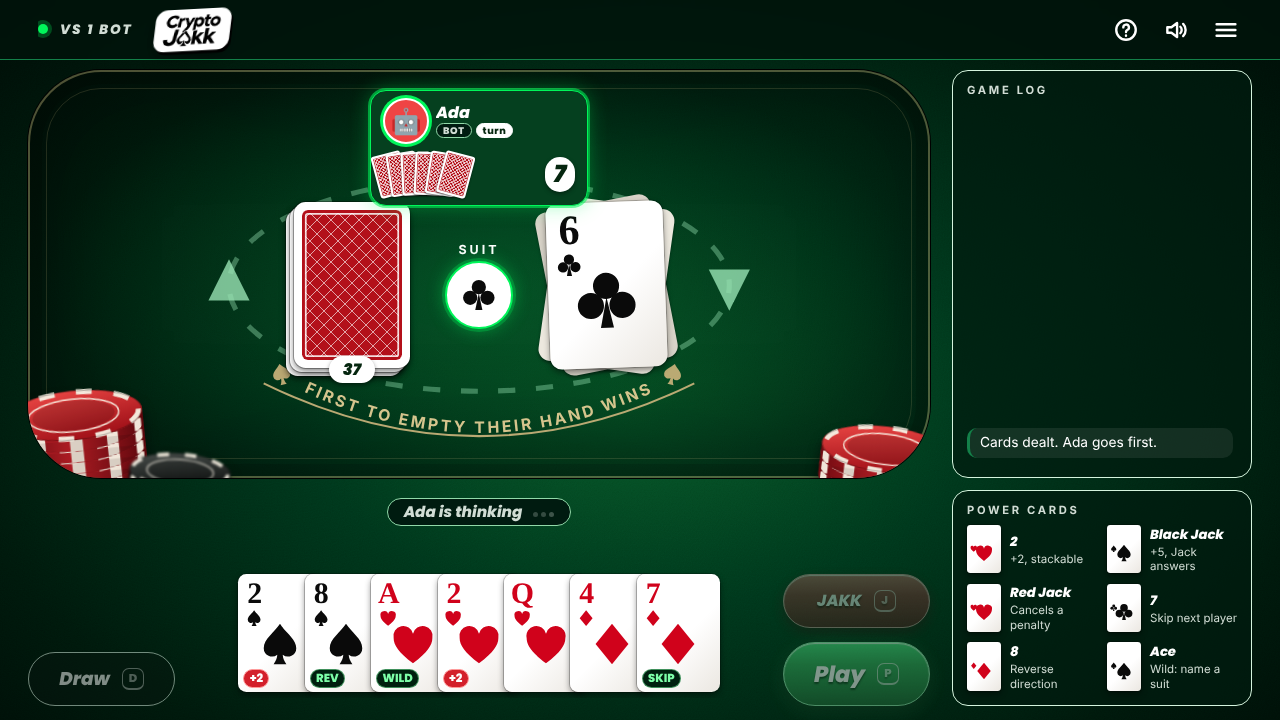 VS 1 BOT
Crypto
Jakk
GAME LOG
Ada
BOT
turn
7
6
SUIT
37
FIRST TO EMPTY THEIR HAND WINS
Cards dealt. Ada goes first.
Ada is thinking
POWER CARDS
2
+2, stackable
Black Jack
+5, Jack
answers
Red Jack
Cancels a
penalty
7
Skip next player
8
Reverse
direction
Ace
Wild: name a
suit
2
8
A
2
Q
4
7
+2
REV
WILD
+2
SKIP
JAKK J
Draw D
Play P